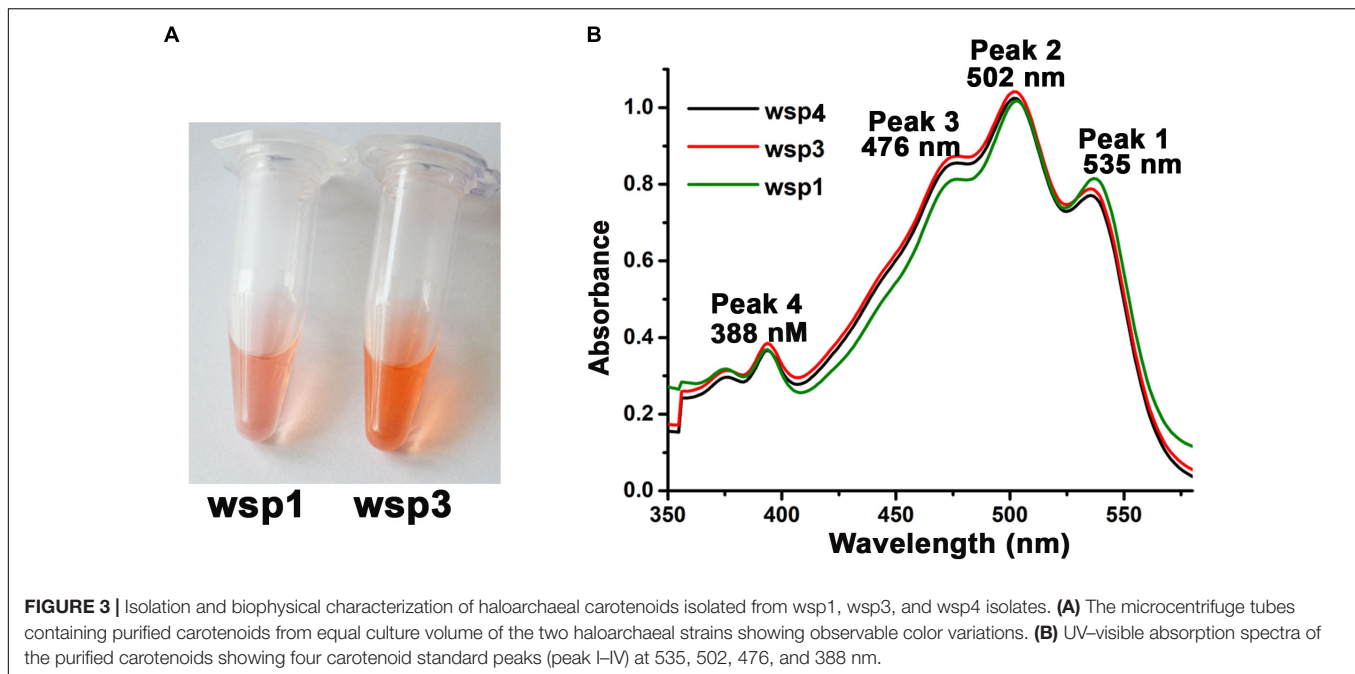 A
wsp1 wsp3
B
Peak 2
502 nm
Peak 3
476 nm
Peak 1
535 nm
Peak 4
388 nM
wsp4
wsp3
wsp1
Absorbance
1.0
0.8
0.6
0.4
0.2
0.0
350 400 450 500 550
Wavelength (nm)
FIGURE 3 | Isolation and biophysical characterization of haloarchaeal carotenoids isolated from wsp1, wsp3, and wsp4 isolates. (A) The microcentrifuge tubes
containing purified carotenoids from equal culture volume of the two haloarchaeal strains showing observable color variations. (B) UV–visible absorption spectra of
the purified carotenoids showing four carotenoid standard peaks (peak I–IV) at 535, 502, 476, and 388 nm.